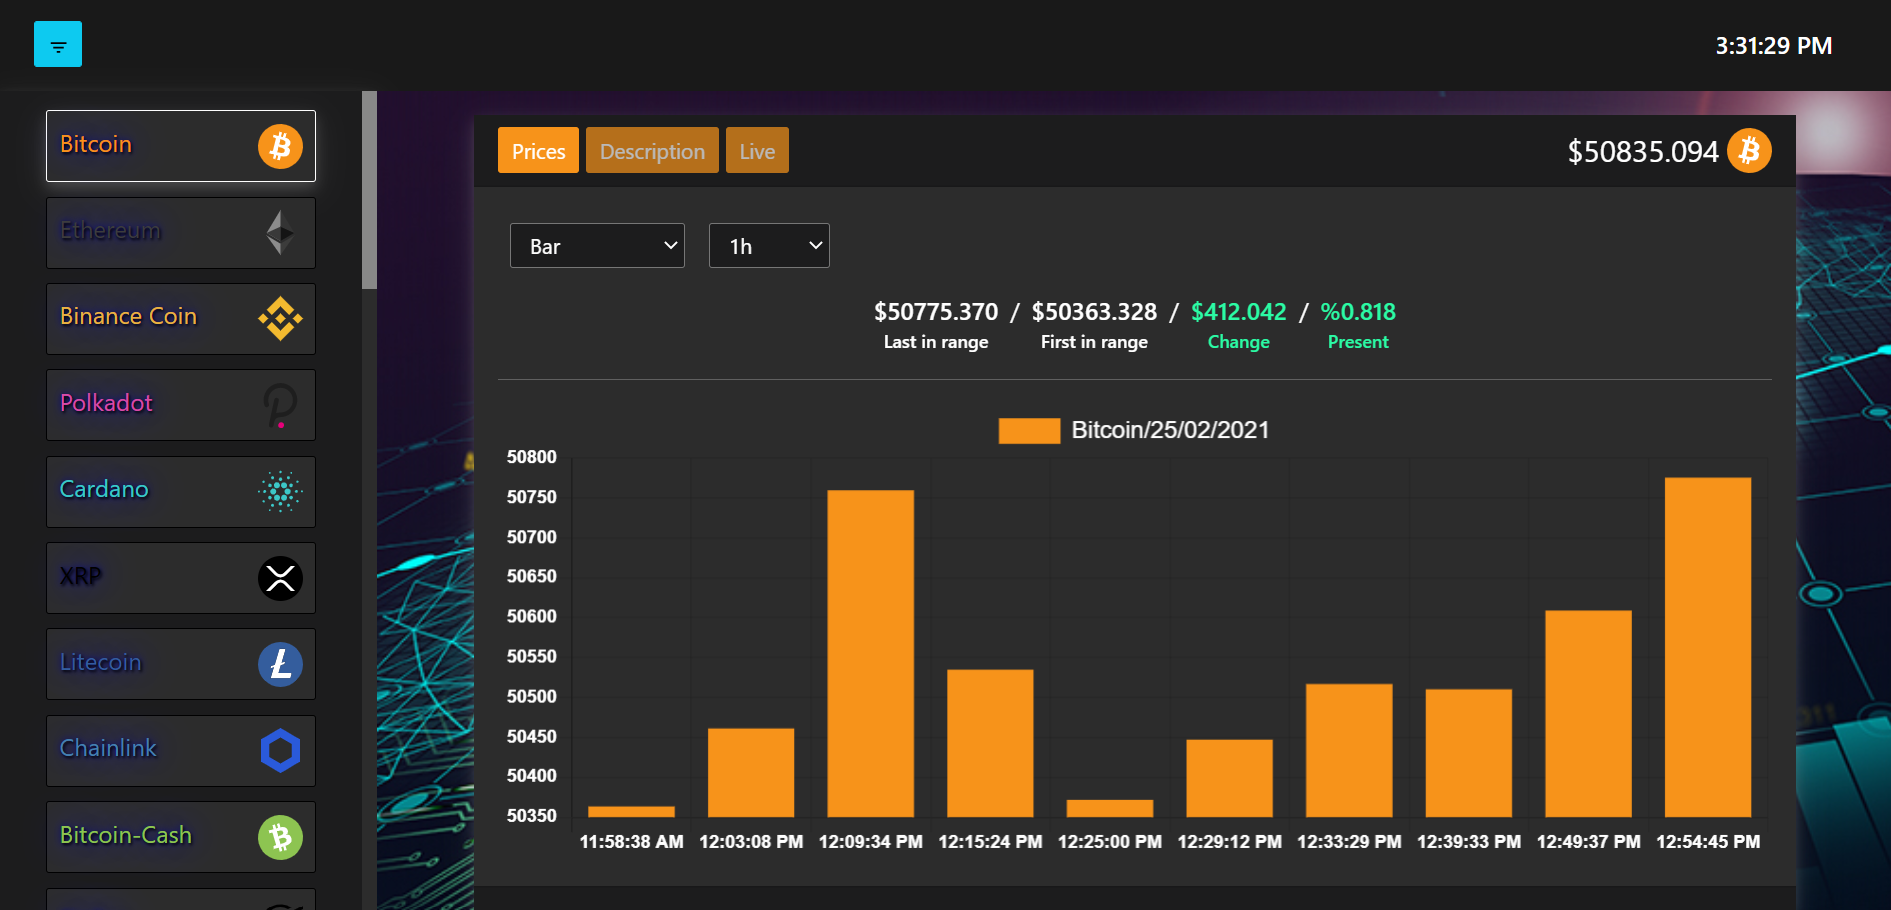 3:31:29 PM
Bitcoin
Ethereum
Binance Coin
Polkadot
Cardano
XRP
Litecoin
Chainlink
Bitcoin-Cash
Prices Description Live
$50835.094
Bar 1h
$50775.370 / $50363.328 / $412.042 / %0.818
Last in range First in range Change Present
Bitcoin/25/02/2021
50800
50750
50700
50650
50600
50550
50500
50450
50400
50350
11:58:38 AM 12:03:08 PM 12:09:34 PM 12:15:24 PM 12:25:00 PM 12:29:12 PM 12:33:29 PM 12:39:33 PM 12:49:37 PM 12:54:45 PM